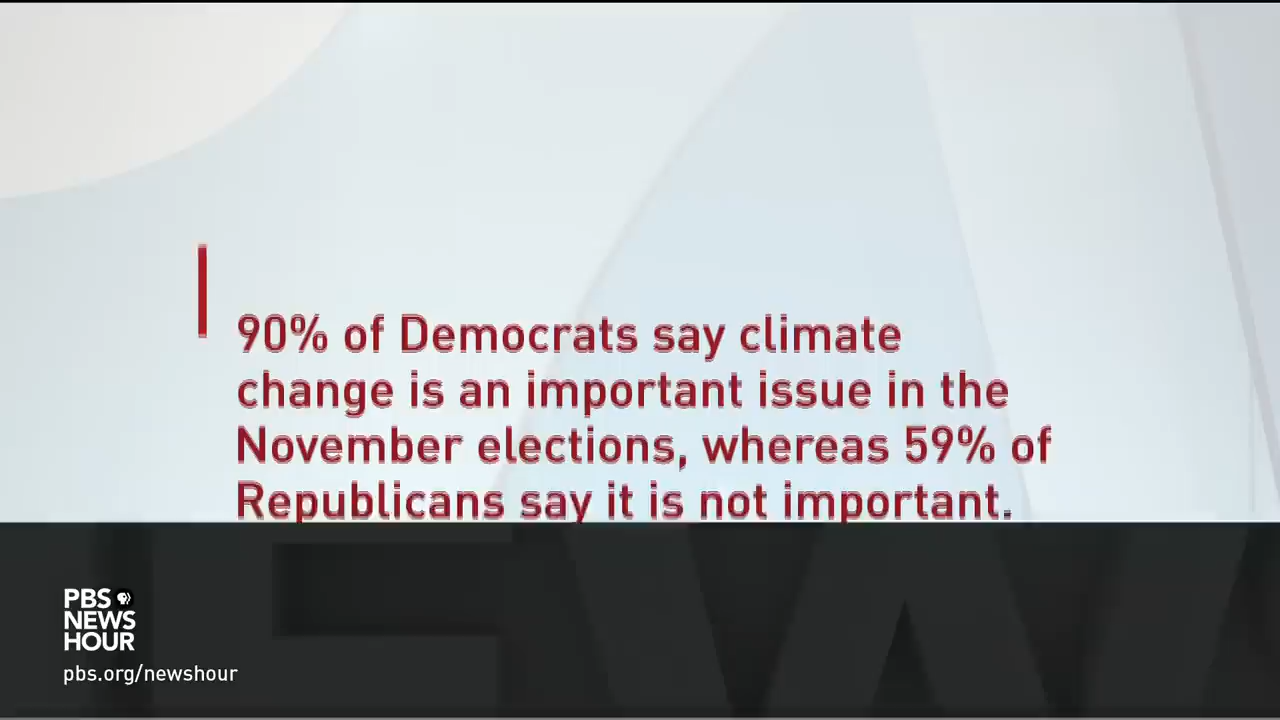 90% of Democrats say climate
change is an important issue in the
November elections, whereas 59% of
Republicans say it is not important.
PBS
NEWS
HOUR
pbs.org/newshour